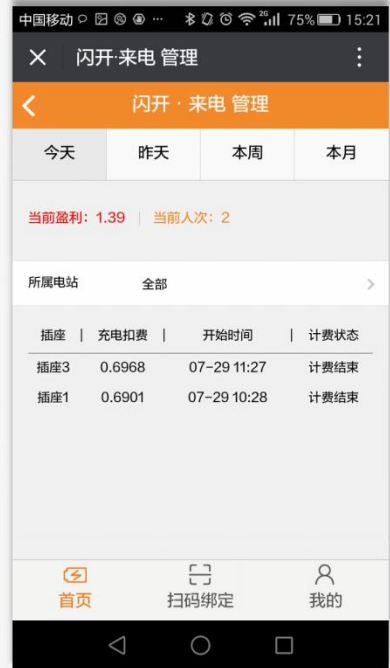 中国移动 26 75% 15:21
闪开·来电 管理
闪开·来电 管理
今天 昨天 本周 本月
当前盈利：1.39 | 当前人次：2
所属电站 全部
插座 | 充电扣费 | 开始时间 | 计费状态
插座3 0.6968 07-29 11:27 计费结束
插座1 0.6901 07-29 10:28 计费结束
首页 扫码绑定 我的